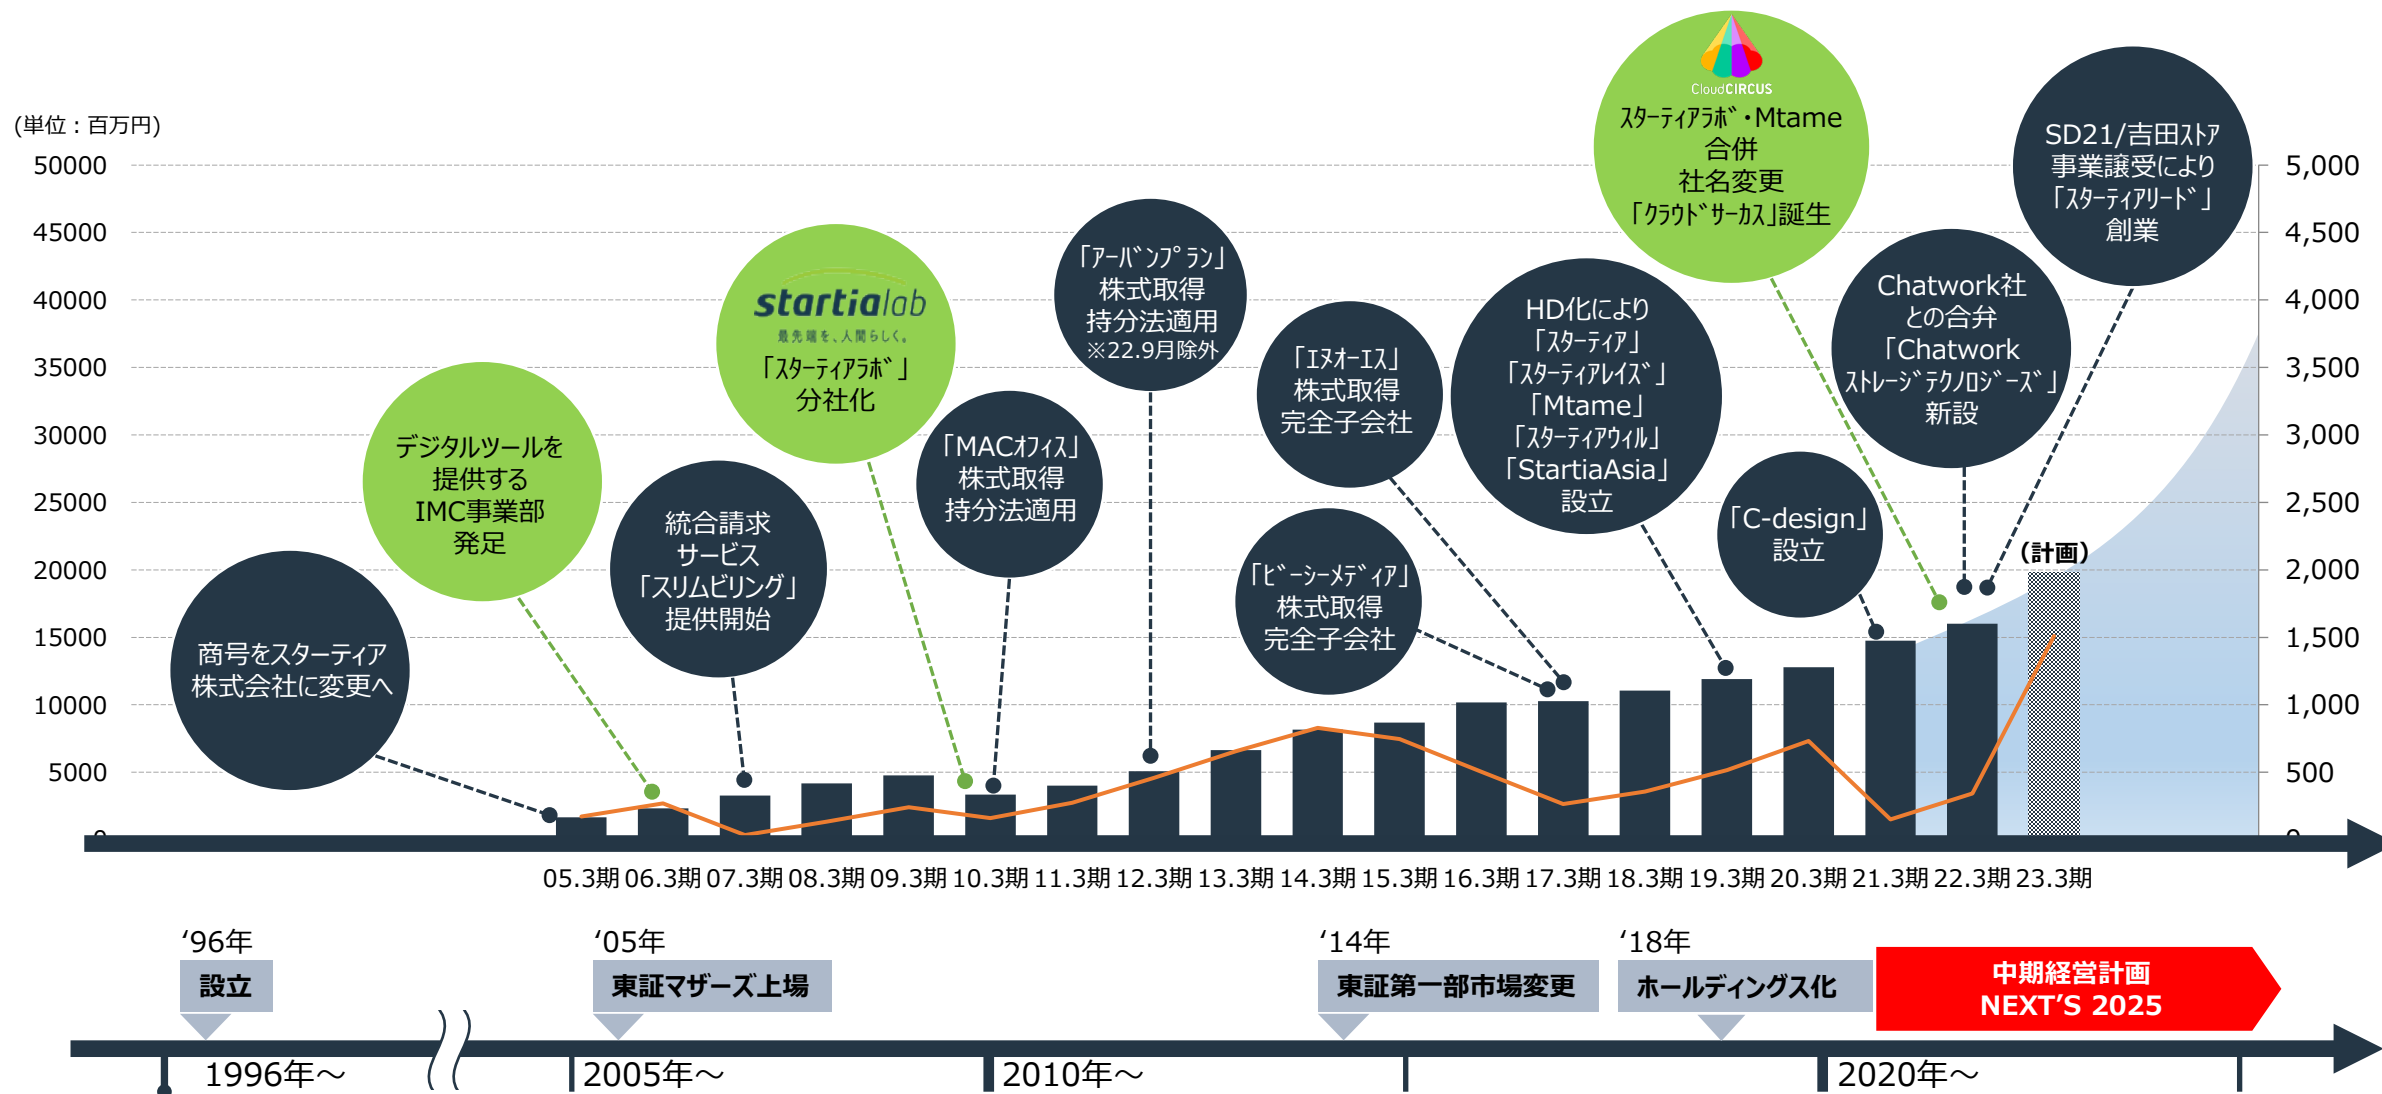 (単位：百万円)
50000
45000
40000
35000
30000
25000
20000
15000
10000
5000
0
5,000
4,500
4,000
3,500
3,000
2,500
2,000
1,500
1,000
500
0
商号をスターティア
株式会社に変更へ
デジタルツールを
提供する
IMC事業部
発足
統合請求
サービス
「スリムビリング」
提供開始
startialab
最先端を、人間らしく。
「ｽﾀｰﾃｨｱﾗﾎﾞ」
分社化
「MACｵﾌｨｽ」
株式取得
持分法適用
「ｱｰﾊﾞﾝﾌﾟﾗﾝ」
株式取得
持分法適用
※22.9月除外
「ｴﾇｵｰｴｽ」
株式取得
完全子会社
「ﾋﾞｰｼｰﾒﾃﾞｨｱ」
株式取得
完全子会社
HD化により
「ｽﾀｰﾃｨｱ」
「ｽﾀｰﾃｨｱﾚｲｽﾞ」
「Mtame」
「ｽﾀｰﾃｨｱｳｨﾙ」
「StartiaAsia」
設立
CloudCIRCUS
ｽﾀｰﾃｨｱﾗﾎﾞ・Mtame
合併
社名変更
「ｸﾗｳﾄﾞｻｰｶｽ」誕生
「C-design」
設立
Chatwork社
との合弁
「Chatwork
ｽﾄﾚｰｼﾞﾃｸﾉﾛｼﾞｰｽﾞ」
新設
SD21/吉田ｽﾄｱ
事業譲受により
「ｽﾀｰﾃｨｱﾘｰﾄﾞ」
創業
（計画）
05.3期 06.3期 07.3期 08.3期 09.3期 10.3期 11.3期 12.3期 13.3期 14.3期 15.3期 16.3期 17.3期 18.3期 19.3期 20.3期 21.3期 22.3期 23.3期
‘96年
設立
‘05年
東証マザーズ上場
‘14年
東証第一部市場変更
‘18年
ホールディングス化
中期経営計画
NEXT’S 2025
1996年～
2005年～
2010年～
2020年～